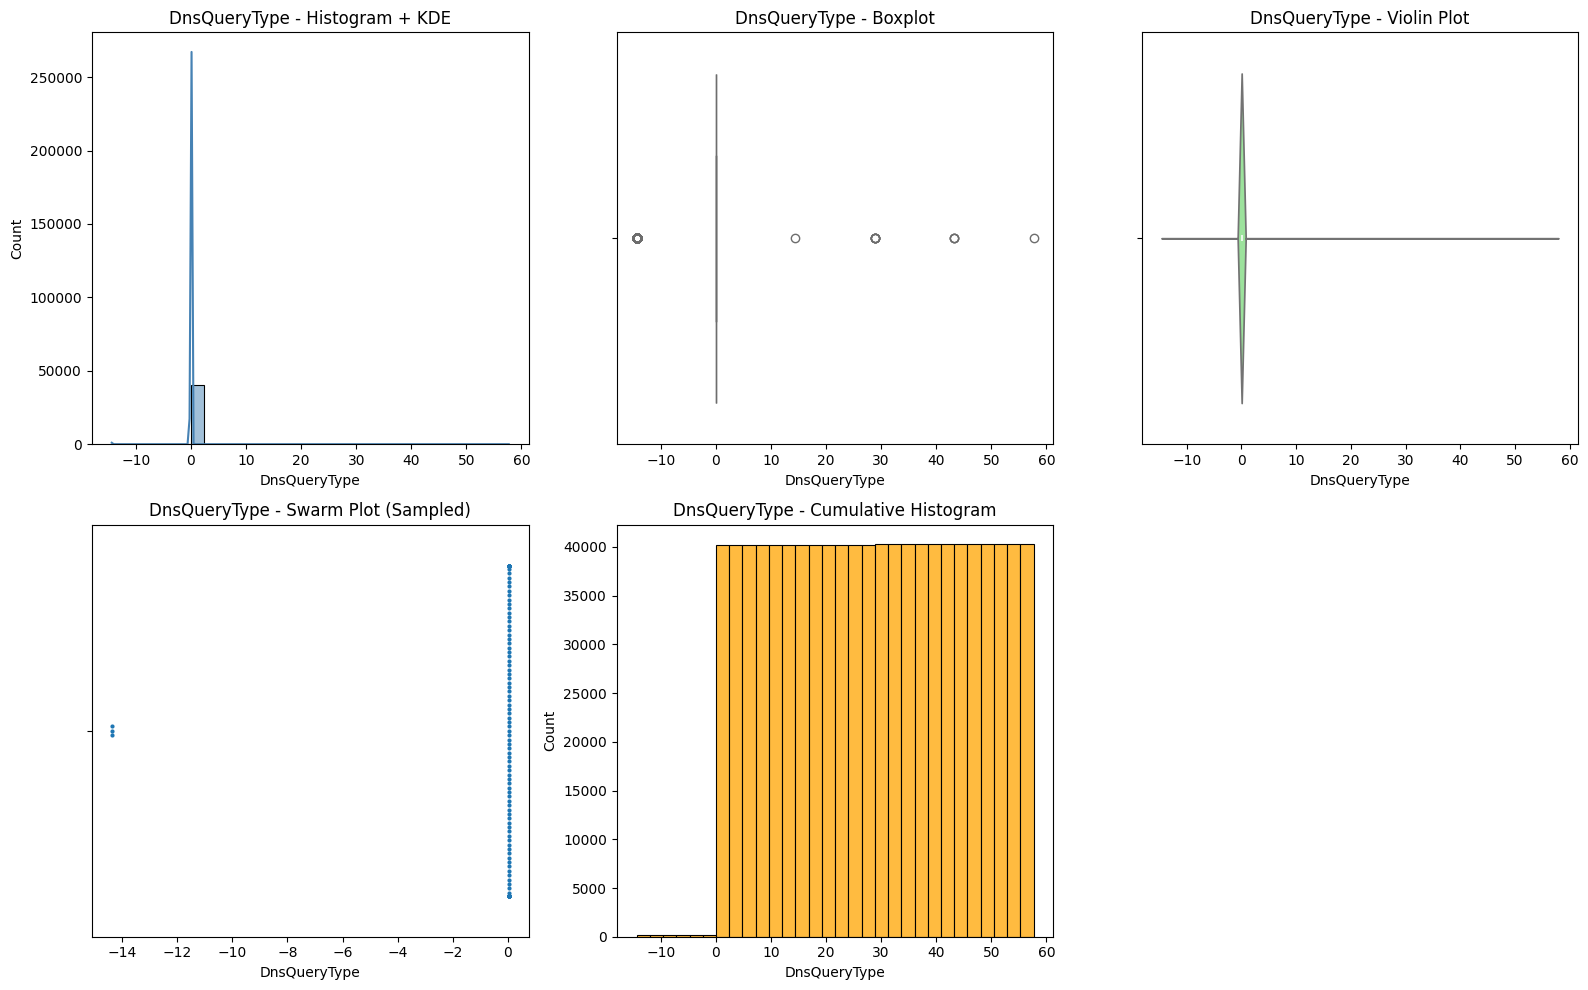 DnsQueryType - Histogram + KDE
DnsQueryType - Boxplot
DnsQueryType - Violin Plot
Count
250000
200000
150000
100000
50000
0
−10 0 10 20 30 40 50 60
DnsQueryType
−10 0 10 20 30 40 50 60
DnsQueryType
−10 0 10 20 30 40 50 60
DnsQueryType
DnsQueryType - Swarm Plot (Sampled)
DnsQueryType - Cumulative Histogram
−14 −12 −10 −8 −6 −4 −2 0
DnsQueryType
Count
40000
35000
30000
25000
20000
15000
10000
5000
0
−10 0 10 20 30 40 50 60
DnsQueryType